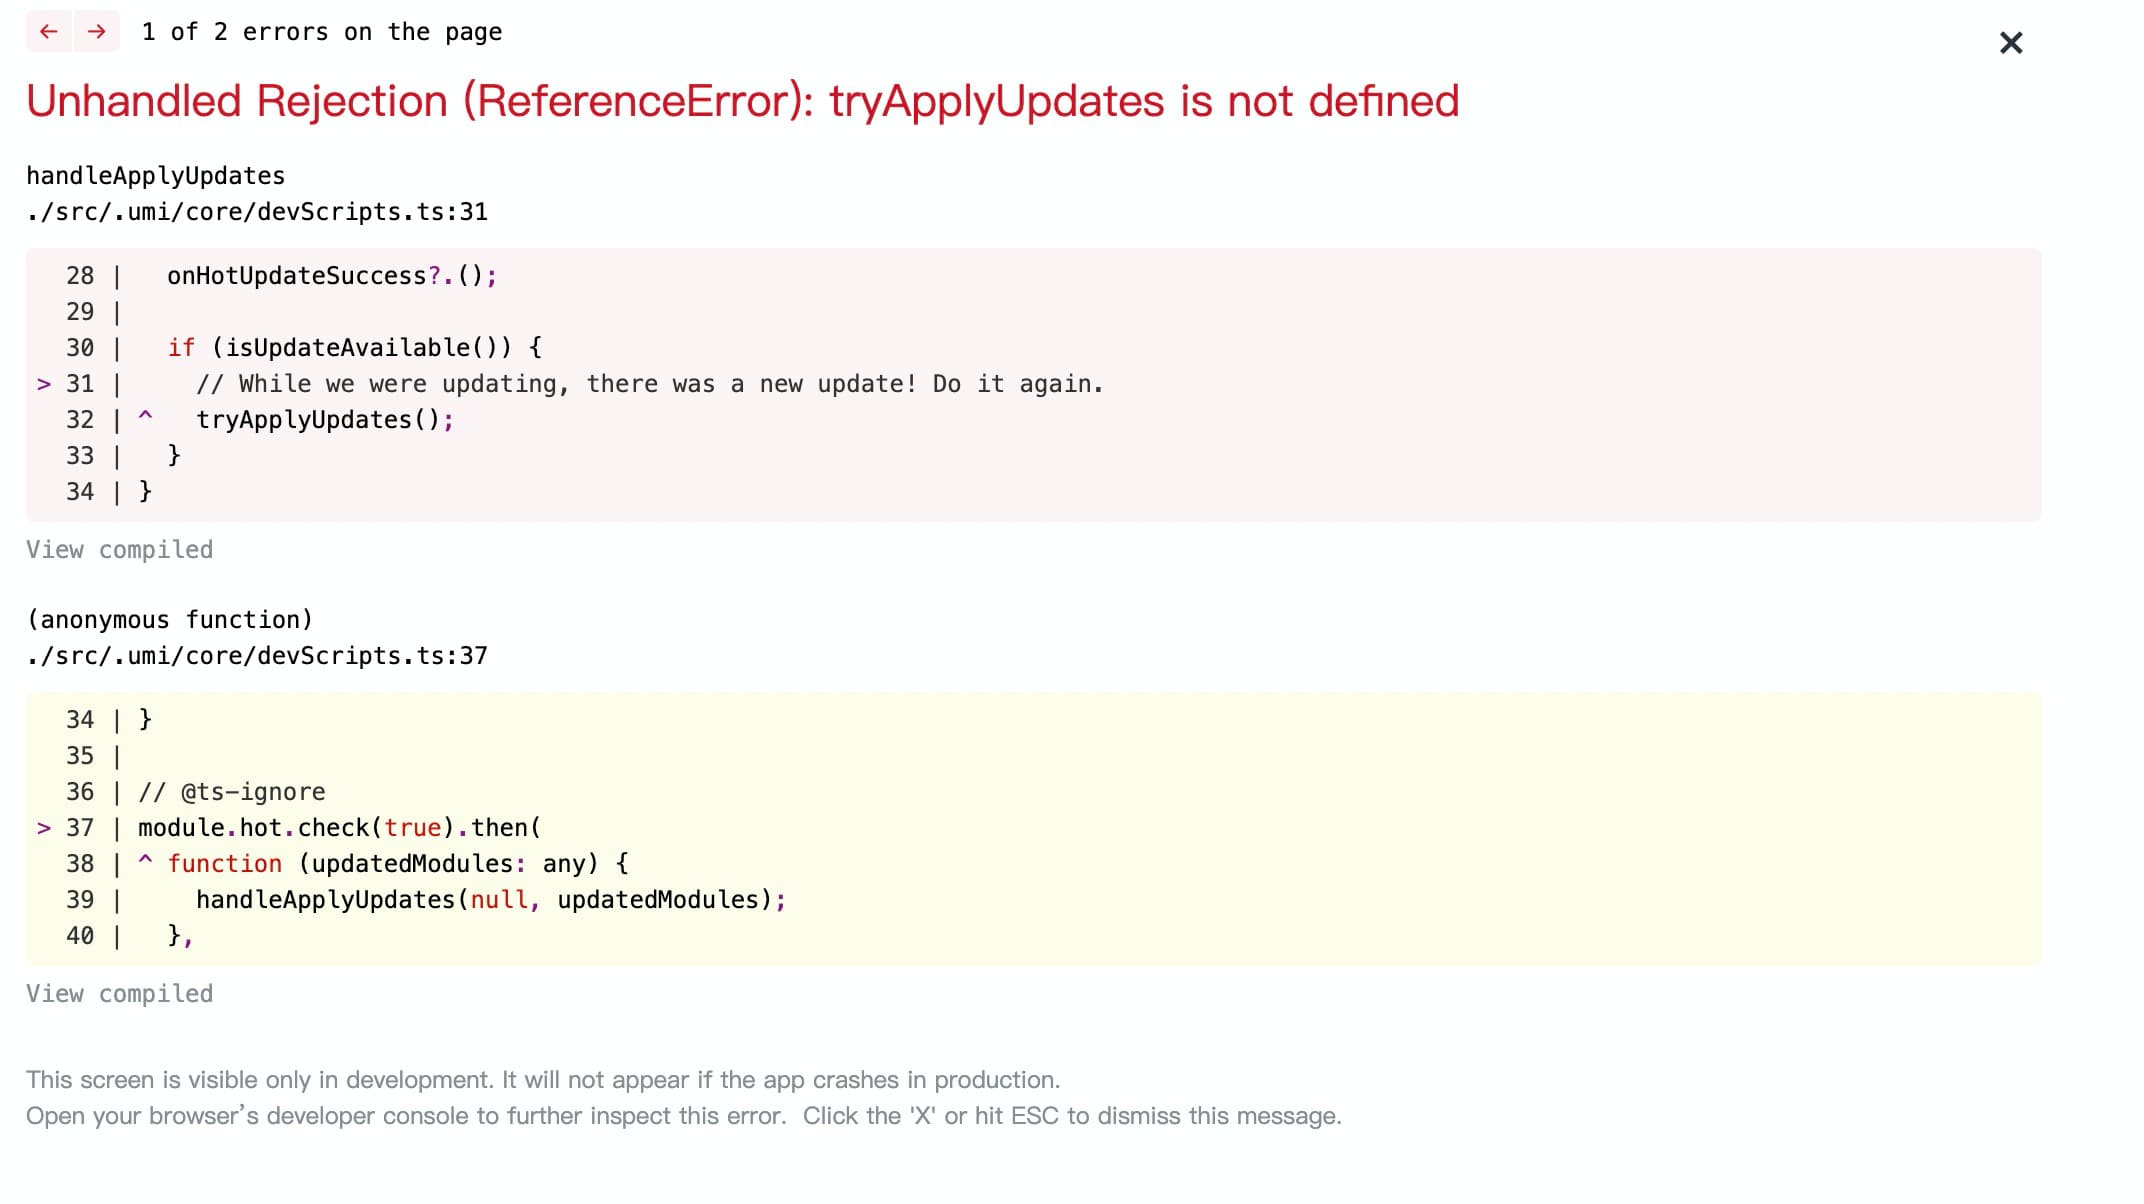 ← → 1 of 2 errors on the page ×
Unhandled Rejection (ReferenceError): tryApplyUpdates is not defined
handleApplyUpdates
./src/.umi/core/devScripts.ts:31
  28 |   onHotUpdateSuccess?.();
  29 |
  30 |   if (isUpdateAvailable()) {
> 31 |     // While we were updating, there was a new update! Do it again.
  32 | ^   tryApplyUpdates();
  33 |   }
  34 | }
View compiled
(anonymous function)
./src/.umi/core/devScripts.ts:37
  34 | }
  35 |
  36 | // @ts-ignore
> 37 | module.hot.check(true).then(
  38 | ^ function (updatedModules: any) {
  39 |     handleApplyUpdates(null, updatedModules);
  40 |   },
View compiled
This screen is visible only in development. It will not appear if the app crashes in production.
Open your browser’s developer console to further inspect this error.  Click the 'X' or hit ESC to dismiss this message.